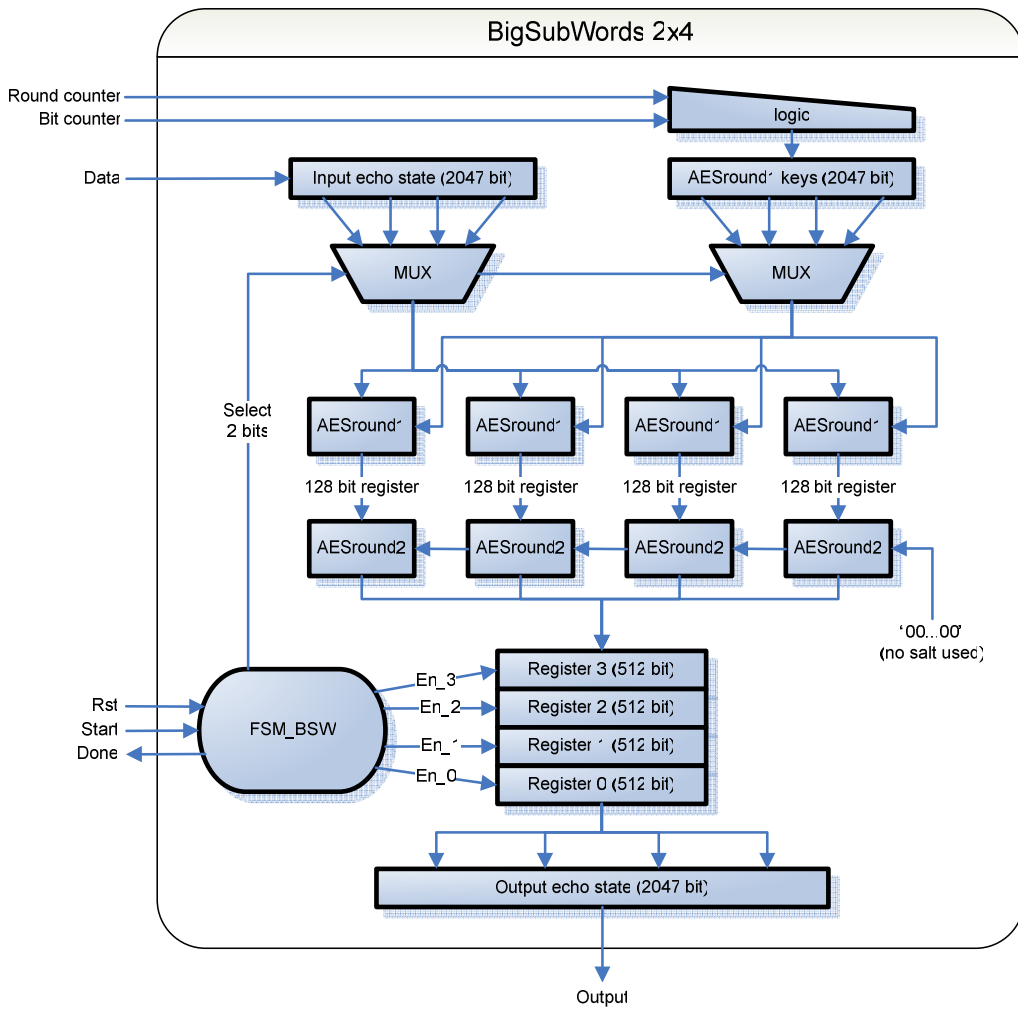 BigSubWords 2x4
Round counter
Bit counter
logic
Data
Input echo state (2047 bit)
AESround1 keys (2047 bit)
MUX
MUX
Select
2 bits
AESround1
AESround1
AESround1
AESround1
128 bit register
128 bit register
128 bit register
128 bit register
AESround2
AESround2
AESround2
AESround2
'00...00'
(no salt used)
Rst
Start
Done
FSM_BSW
En_3
En_2
En_1
En_0
Register 3 (512 bit)
Register 2 (512 bit)
Register 1 (512 bit)
Register 0 (512 bit)
Output echo state (2047 bit)
Output